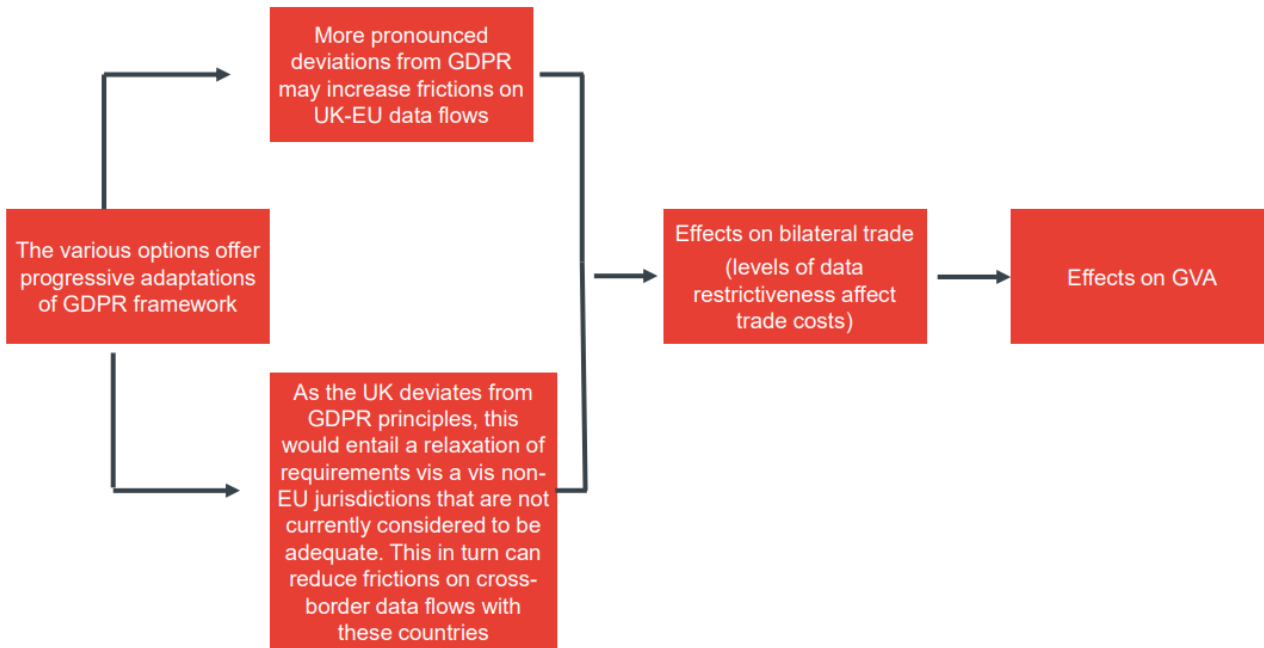 More pronounced
deviations from GDPR
may increase frictions on
UK-EU data flows
The various options offer
progressive adaptations
of GDPR framework
Effects on bilateral trade
(levels of data
restrictiveness affect
trade costs)
Effects on GVA
As the UK deviates from
GDPR principles, this
would entail a relaxation of
requirements vis a vis non-
EU jurisdictions that are not
currently considered to be
adequate. This in turn can
reduce frictions on cross-
border data flows with
these countries